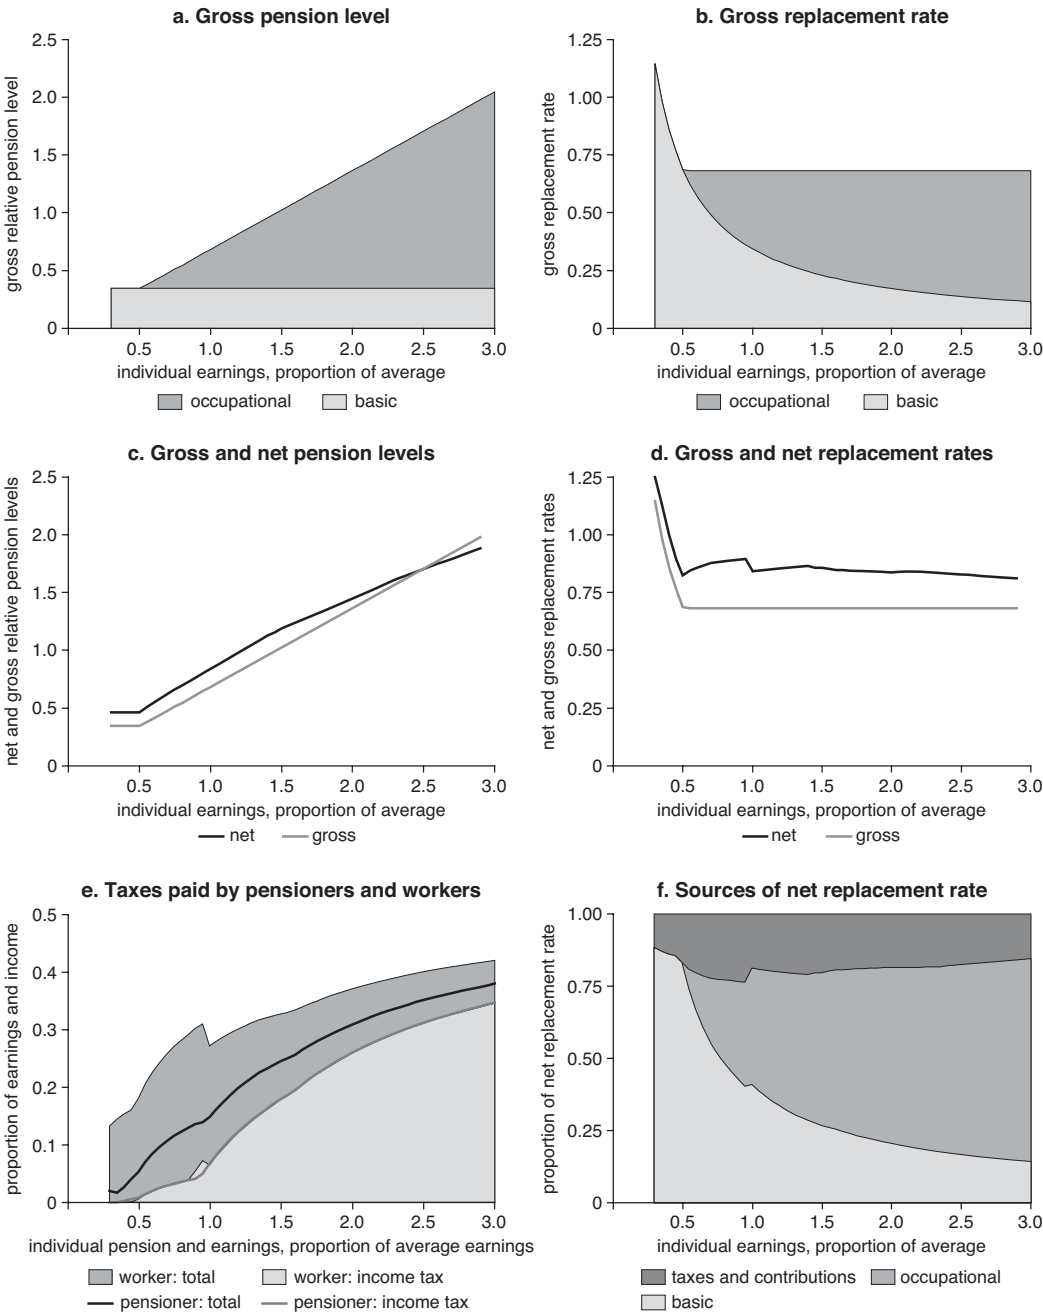 a. Gross pension level
gross relative pension level
2.5
2.0
1.5
1.0
0.5
0
0.5 1.0 1.5 2.0 2.5 3.0
individual earnings, proportion of average
occupational basic
b. Gross replacement rate
gross replacement rate
1.25
1.00
0.75
0.50
0.25
0
0.5 1.0 1.5 2.0 2.5 3.0
individual earnings, proportion of average
occupational basic
c. Gross and net pension levels
net and gross relative pension levels
2.5
2.0
1.5
1.0
0.5
0
0.5 1.0 1.5 2.0 2.5 3.0
individual earnings, proportion of average
net gross
d. Gross and net replacement rates
net and gross replacement rates
1.25
1.00
0.75
0.50
0.25
0
0.5 1.0 1.5 2.0 2.5 3.0
individual earnings, proportion of average
net gross
e. Taxes paid by pensioners and workers
proportion of earnings and income
0.5
0.4
0.3
0.2
0.1
0
0.5 1.0 1.5 2.0 2.5 3.0
individual pension and earnings, proportion of average earnings
worker: total worker: income tax
pensioner: total pensioner: income tax
f. Sources of net replacement rate
proportion of net replacement rate
1.00
0.75
0.50
0.25
0
0.5 1.0 1.5 2.0 2.5 3.0
individual earnings, proportion of average
taxes and contributions occupational
basic